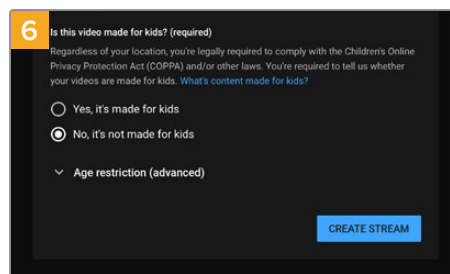 6
Is this video made for kids? (required)
Regardless of your location, you're legally required to comply with the Children's Online
Privacy Protection Act (COPPA) and/or other laws. You're required to tell us whether
your videos are made for kids. What's content made for kids?
Yes, it's made for kids
No, it's not made for kids
Age restriction (advanced)
CREATE STREAM